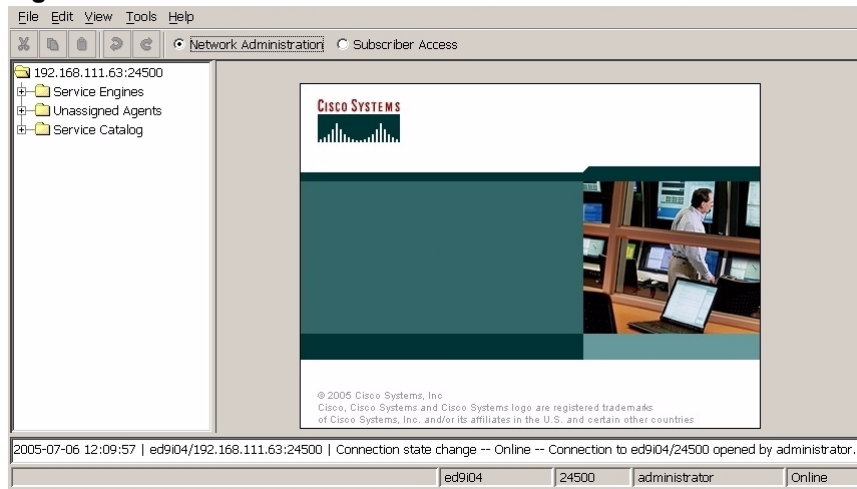 File Edit View Tools Help
Network Administration Subscriber Access
192.168.111.63:24500
Service Engines
Unassigned Agents
Service Catalog
CISCO SYSTEMS
© 2005 Cisco Systems, Inc
Cisco, Cisco Systems and Cisco Systems logo are registered trademarks
of Cisco Systems, Inc. and/or its affiliates in the U.S. and certain other countries
2005-07-06 12:09:57 | ed9i04/192.168.111.63:24500 | Connection state change -- Online -- Connection to ed9i04/24500 opened by administrator.
ed9i04 24500 administrator Online